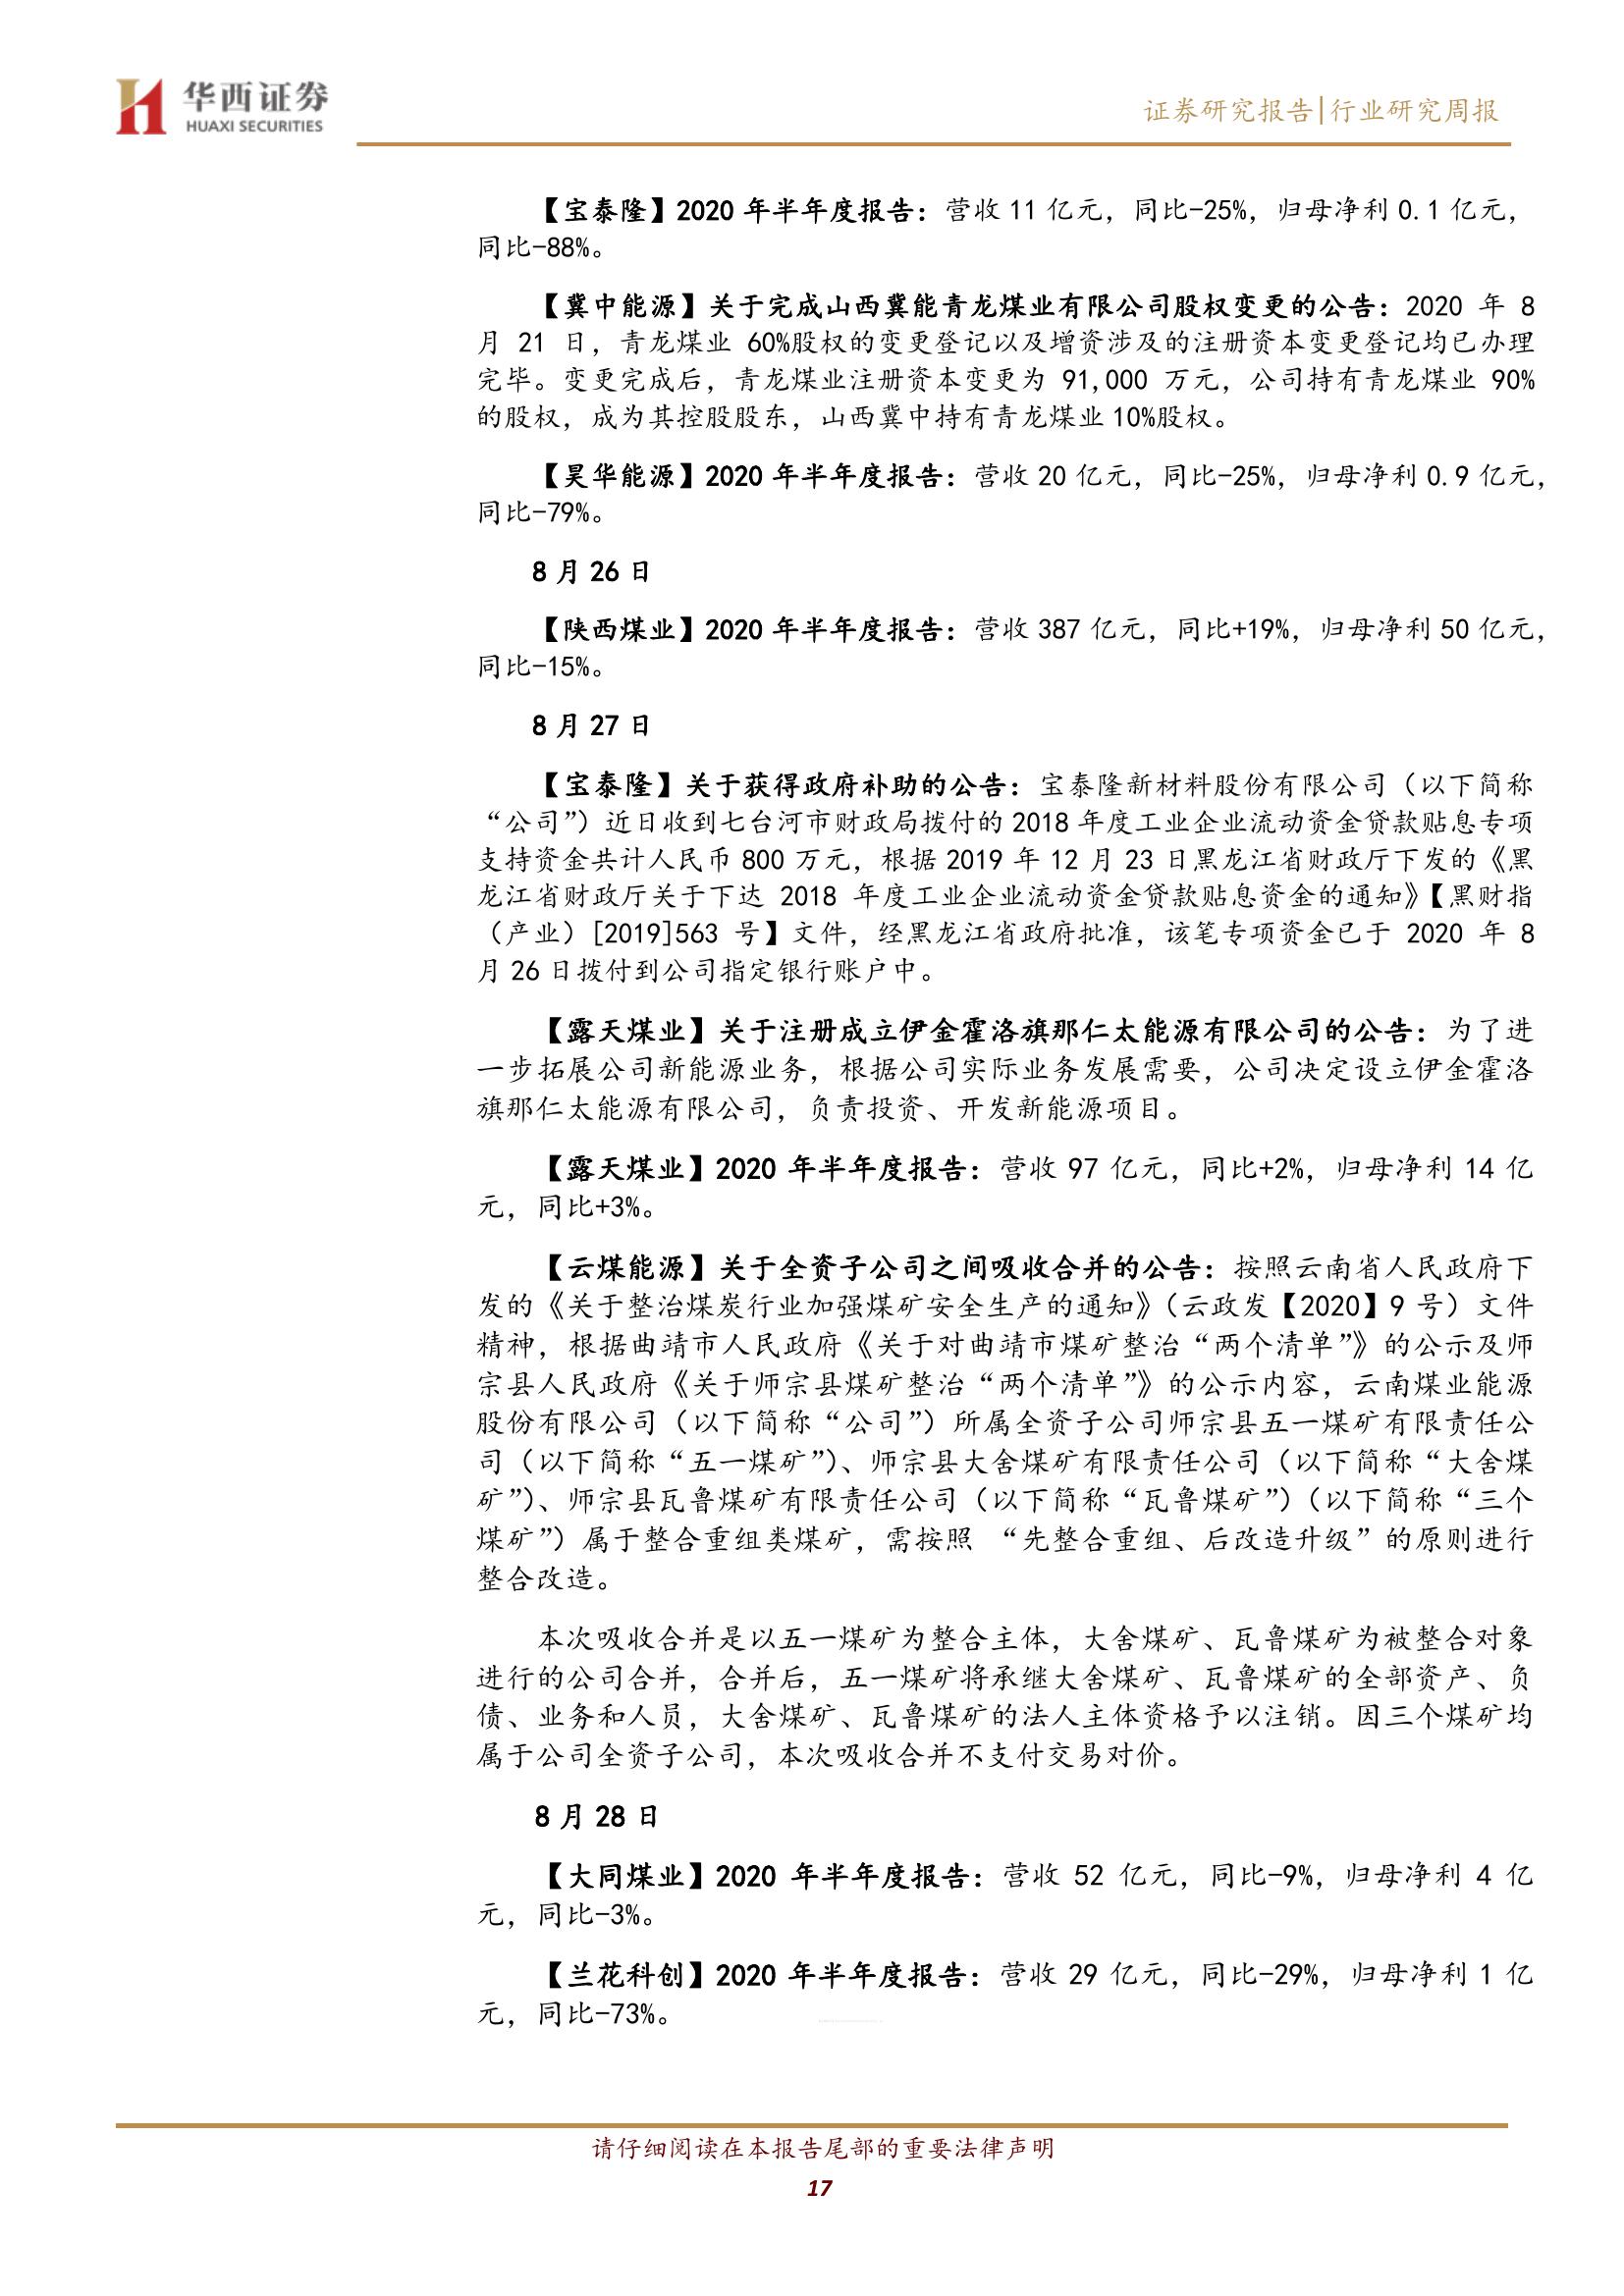 华西证券
HUAXI SECURITIES
证券研究报告|行业研究周报
【宝泰隆】2020 年半年度报告：营收 11 亿元，同比-25%，归母净利 0.1 亿元，
同比-88%。
【冀中能源】关于完成山西冀能青龙煤业有限公司股权变更的公告：2020 年 8
月 21 日，青龙煤业 60%股权的变更登记以及增资涉及的注册资本变更登记均已办理
完毕。变更完成后，青龙煤业注册资本变更为 91,000 万元，公司持有青龙煤业 90%
的股权，成为其控股股东，山西冀中持有青龙煤业 10%股权。
【昊华能源】2020 年半年度报告：营收 20 亿元，同比-25%，归母净利 0.9 亿元，
同比-79%。
8 月 26 日
【陕西煤业】2020 年半年度报告：营收 387 亿元，同比+19%，归母净利 50 亿元，
同比-15%。
8 月 27 日
【宝泰隆】关于获得政府补助的公告：宝泰隆新材料股份有限公司（以下简称
“公司”）近日收到七台河市财政局拨付的 2018 年度工业企业流动资金贷款贴息专项
支持资金共计人民币 800 万元，根据 2019 年 12 月 23 日黑龙江省财政厅下发的《黑
龙江省财政厅关于下达 2018 年度工业企业流动资金贷款贴息资金的通知》【黑财指
（产业）[2019]563 号】文件，经黑龙江省政府批准，该笔专项资金已于 2020 年 8
月 26 日拨付到公司指定银行账户中。
【露天煤业】关于注册成立伊金霍洛旗那仁太能源有限公司的公告：为了进
一步拓展公司新能源业务，根据公司实际业务发展需要，公司决定设立伊金霍洛
旗那仁太能源有限公司，负责投资、开发新能源项目。
【露天煤业】2020 年半年度报告：营收 97 亿元，同比+2%，归母净利 14 亿
元，同比+3%。
【云煤能源】关于全资子公司之间吸收合并的公告：按照云南省人民政府下
发的《关于整治煤炭行业加强煤矿安全生产的通知》（云政发【2020】9 号）文件
精神，根据曲靖市人民政府《关于对曲靖市煤矿整治“两个清单”》的公示及师
宗县人民政府《关于师宗县煤矿整治“两个清单”》的公示内容，云南煤业能源
股份有限公司（以下简称“公司”）所属全资子公司师宗县五一煤矿有限责任公
司（以下简称“五一煤矿”）、师宗县大舍煤矿有限责任公司（以下简称“大舍煤
矿”）、师宗县瓦鲁煤矿有限责任公司（以下简称“瓦鲁煤矿”）（以下简称“三个
煤矿”）属于整合重组类煤矿，需按照 “先整合重组、后改造升级”的原则进行
整合改造。
本次吸收合并是以五一煤矿为整合主体，大舍煤矿、瓦鲁煤矿为被整合对象
进行的公司合并，合并后，五一煤矿将承继大舍煤矿、瓦鲁煤矿的全部资产、负
债、业务和人员，大舍煤矿、瓦鲁煤矿的法人主体资格予以注销。因三个煤矿均
属于公司全资子公司，本次吸收合并不支付交易对价。
8 月 28 日
【大同煤业】2020 年半年度报告：营收 52 亿元，同比-9%，归母净利 4 亿
元，同比-3%。
【兰花科创】2020 年半年度报告：营收 29 亿元，同比-29%，归母净利 1 亿
元，同比-73%。
请仔细阅读在本报告尾部的重要法律声明
17